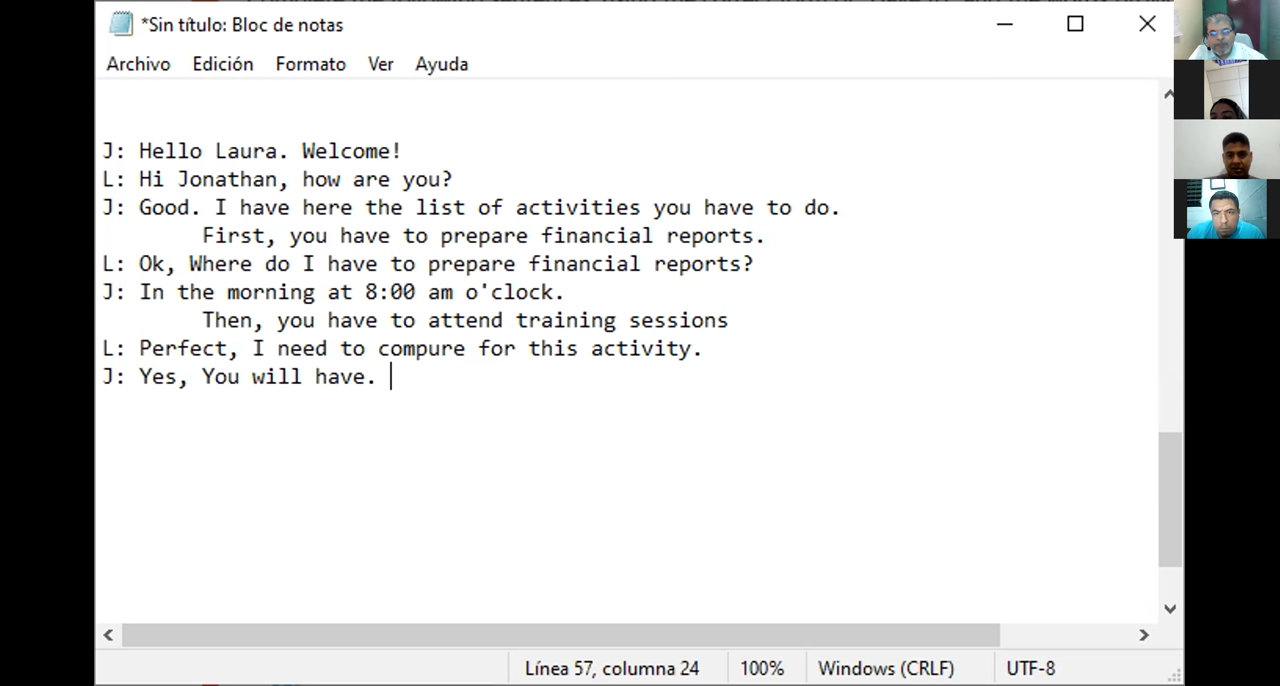 *Sin título: Bloc de notas
Archivo Edición Formato Ver Ayuda
J: Hello Laura. Welcome!
L: Hi Jonathan, how are you?
J: Good. I have here the list of activities you have to do.
First, you have to prepare financial reports.
L: Ok, Where do I have to prepare financial reports?
J: In the morning at 8:00 am o'clock.
Then, you have to attend training sessions
L: Perfect, I need to compure for this activity.
J: Yes, You will have.
Línea 57, columna 24 100% Windows (CRLF) UTF-8